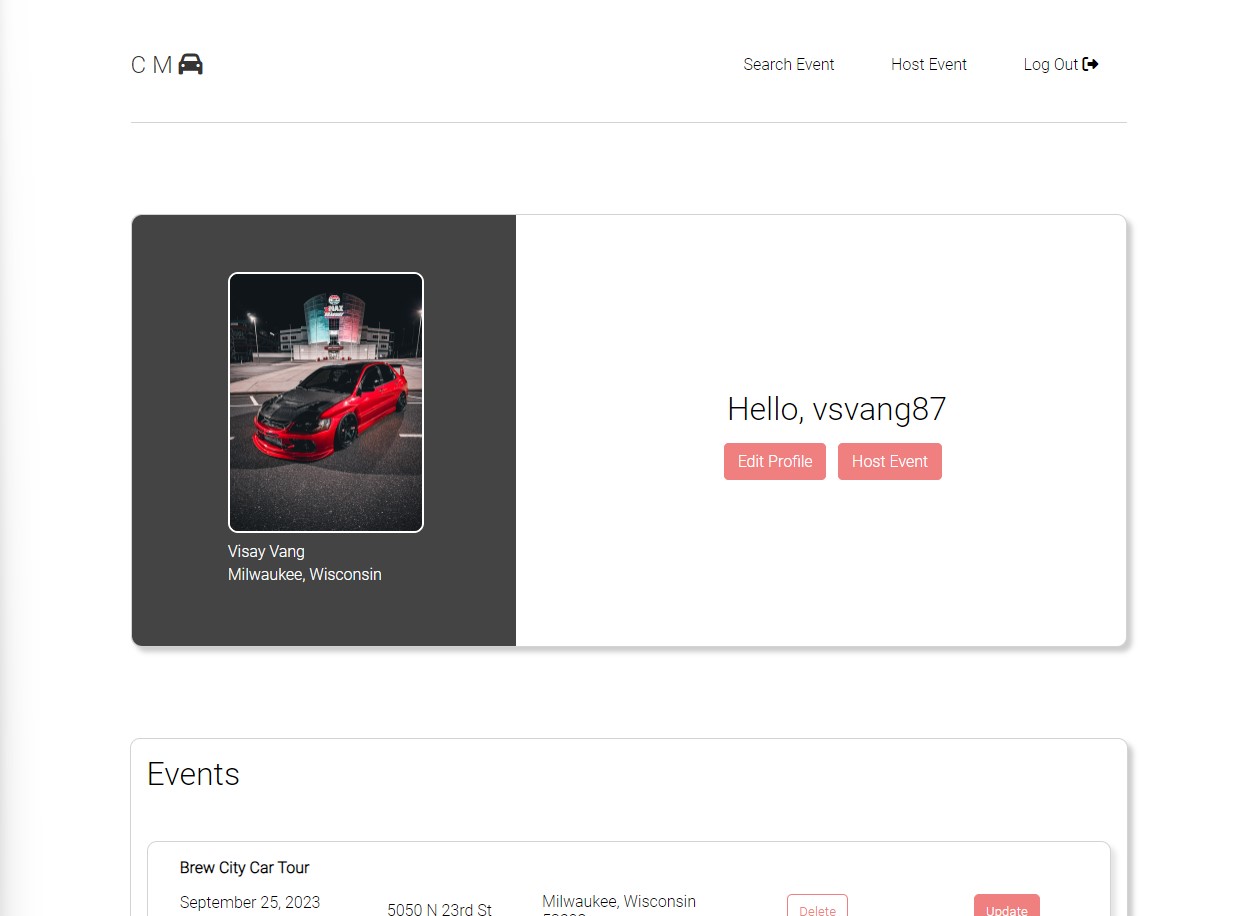 C M
Search Event
Host Event
Log Out
Hello, vsvang87
Edit Profile
Host Event
Visay Vang
Milwaukee, Wisconsin
Events
Brew City Car Tour
September 25, 2023
5050 N 23rd St
Milwaukee, Wisconsin
Delete
Update